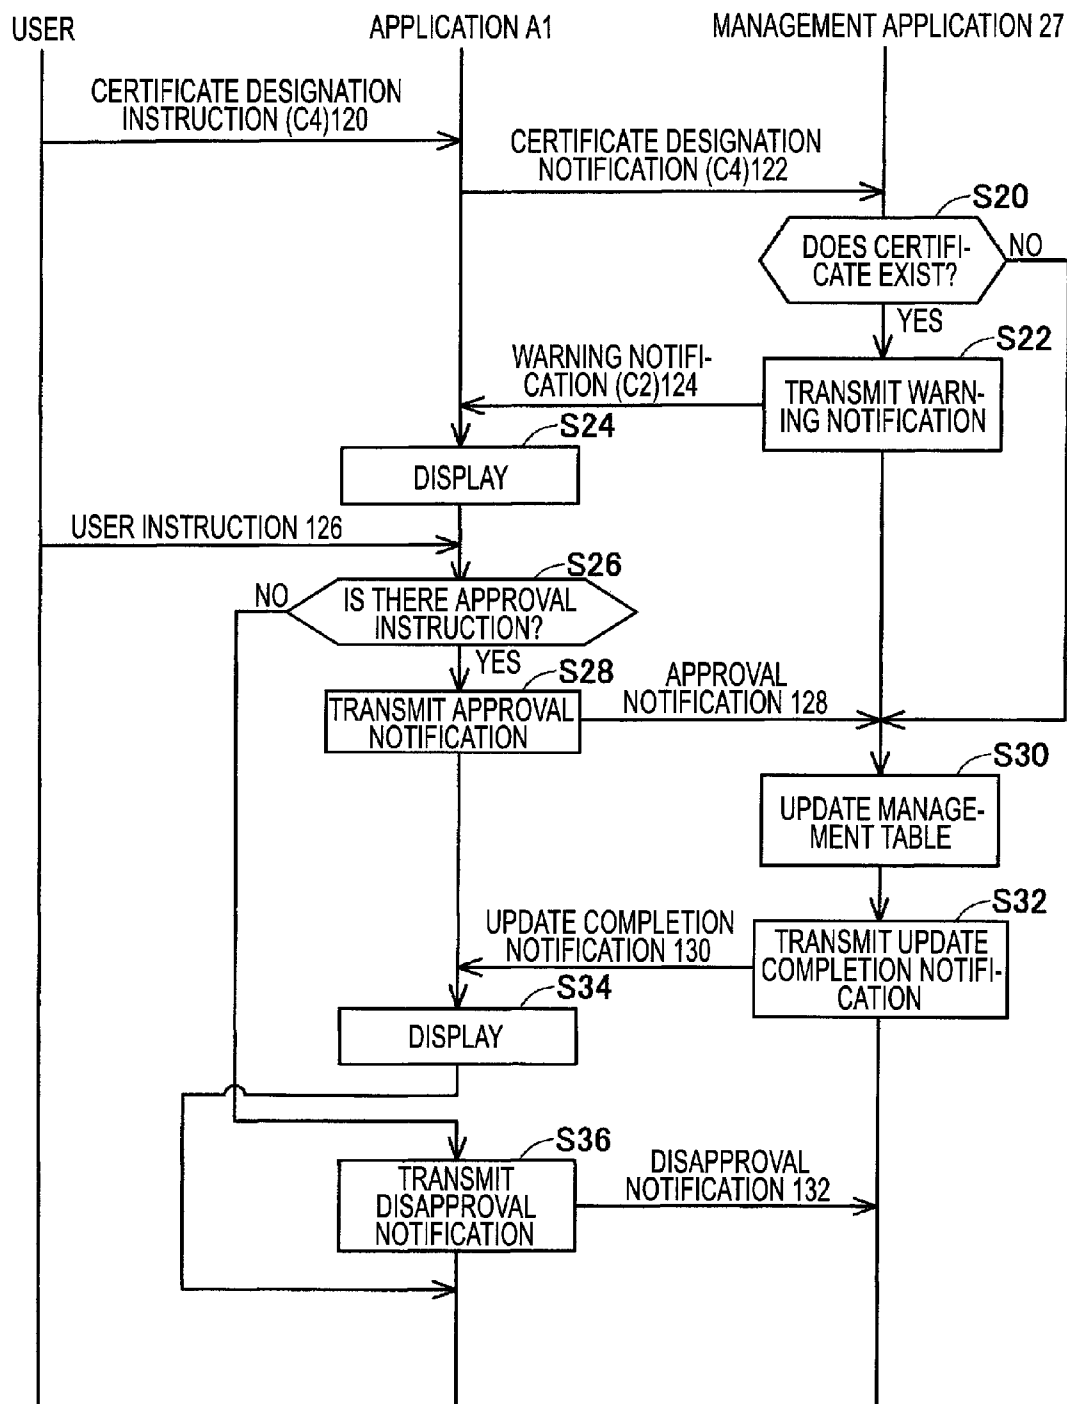 USER
APPLICATION A1
MANAGEMENT APPLICATION 27
CERTIFICATE DESIGNATION
INSTRUCTION (C4)120
CERTIFICATE DESIGNATION
NOTIFICATION (C4)122
S20
DOES CERTIFI-
CATE EXIST?
NO
YES
S22
WARNING NOTIFI-
CATION (C2)124
TRANSMIT WARN-
ING NOTIFICATION
S24
DISPLAY
USER INSTRUCTION 126
S26
NO
IS THERE APPROVAL
INSTRUCTION?
YES
S28
TRANSMIT APPROVAL
NOTIFICATION
APPROVAL
NOTIFICATION 128
S30
UPDATE MANAGE-
MENT TABLE
S32
UPDATE COMPLETION
NOTIFICATION 130
TRANSMIT UPDATE
COMPLETION NOTIFI-
CATION
S34
DISPLAY
S36
TRANSMIT
DISAPPROVAL
NOTIFICATION
DISAPPROVAL
NOTIFICATION 132